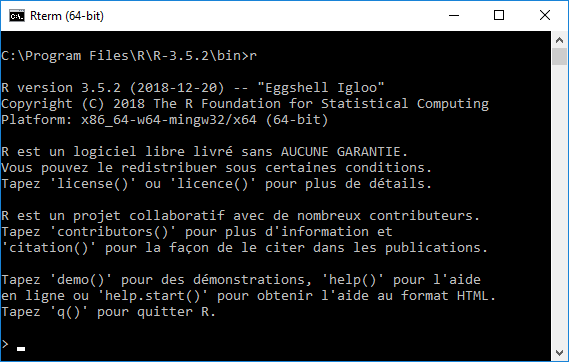 Rterm (64-bit)
C:\Program Files\R\R-3.5.2\bin>r
R version 3.5.2 (2018-12-20) -- "Eggshell Igloo"
Copyright (C) 2018 The R Foundation for Statistical Computing
Platform: x86_64-w64-mingw32/x64 (64-bit)
R est un logiciel libre livré sans AUCUNE GARANTIE.
Vous pouvez le redistribuer sous certaines conditions.
Tapez 'license()' ou 'licence()' pour plus de détails.
R est un projet collaboratif avec de nombreux contributeurs.
Tapez 'contributors()' pour plus d'information et
'citation()' pour la façon de le citer dans les publications.
Tapez 'demo()' pour des démonstrations, 'help()' pour l'aide
en ligne ou 'help.start()' pour obtenir l'aide au format HTML.
Tapez 'q()' pour quitter R.
>